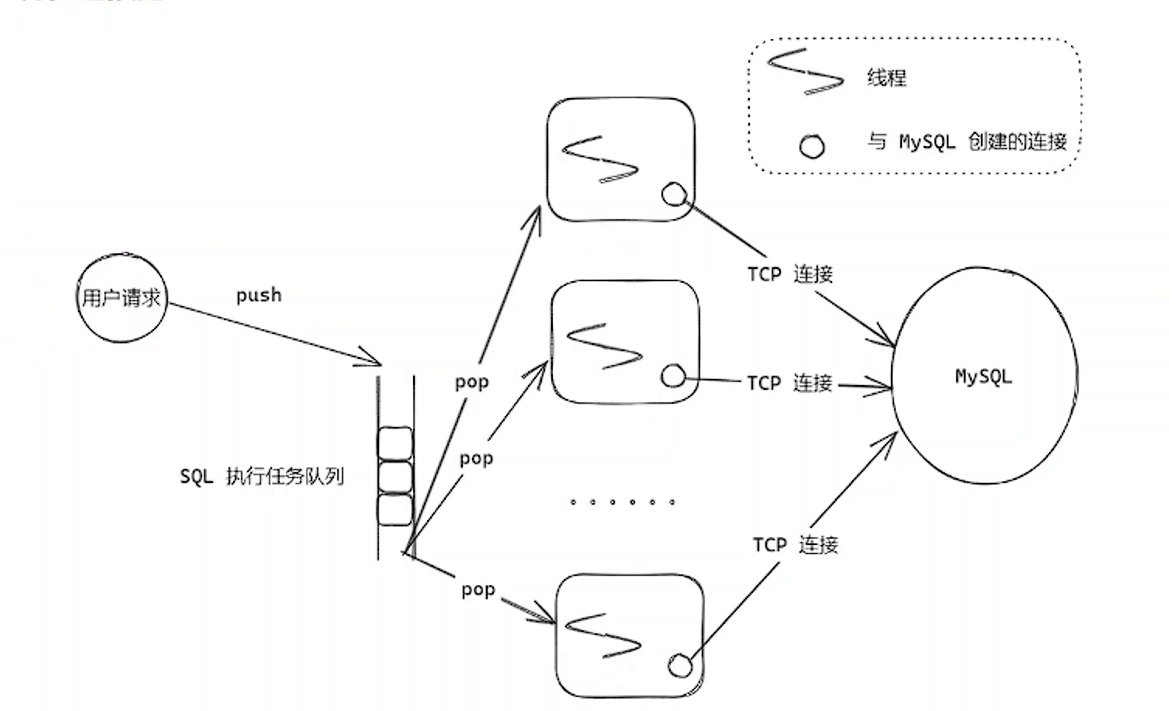 线程
与 MySQL 创建的连接
用户请求
push
TCP 连接
pop
TCP 连接
MySQL
pop
SQL 执行任务队列
TCP 连接
pop